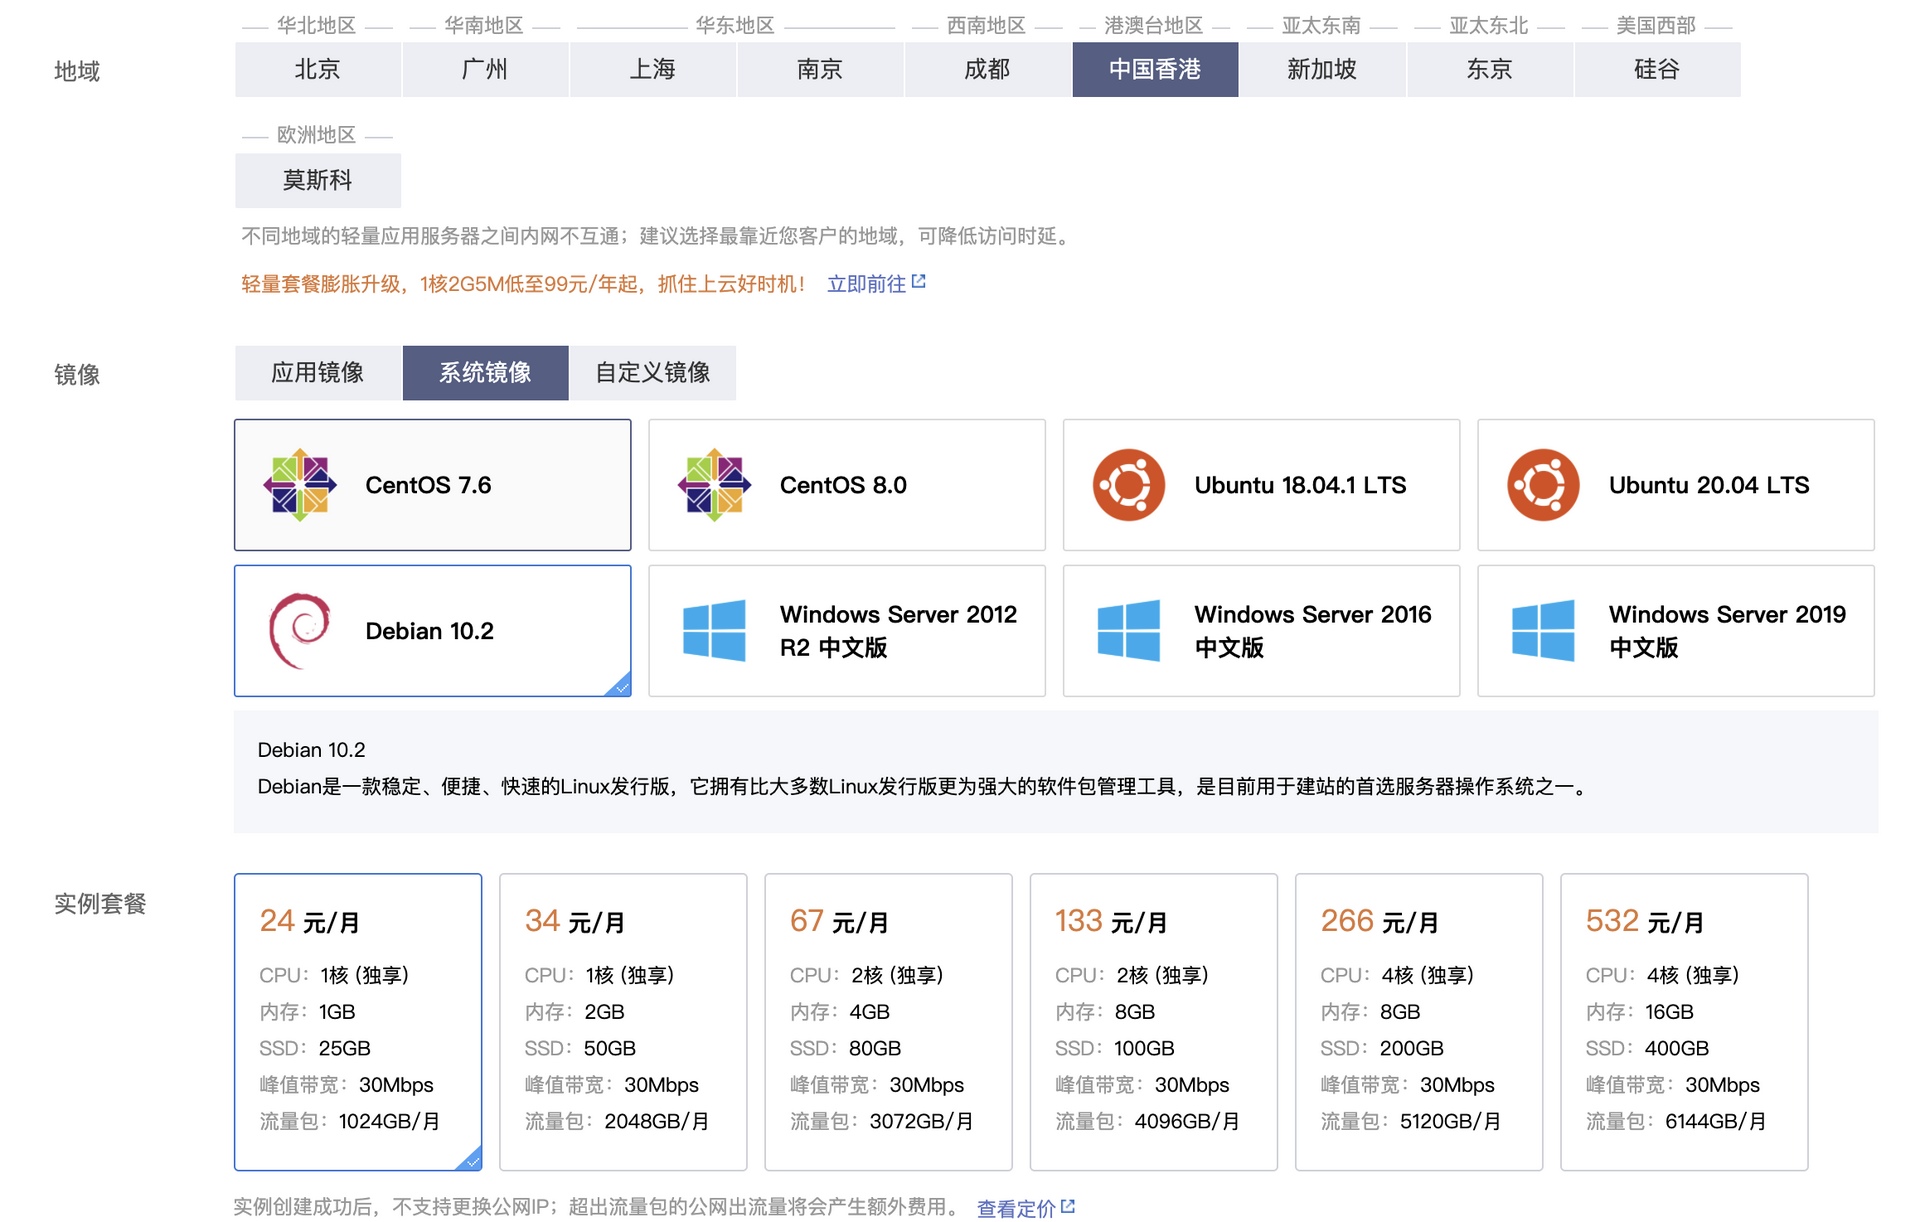 华北地区 华南地区 华东地区 西南地区 港澳台地区 亚太东南 亚太东北 美国西部
地域 北京 广州 上海 南京 成都 中国香港 新加坡 东京 硅谷
欧洲地区
莫斯科
不同地域的轻量应用服务器之间内网不互通；建议选择最靠近您客户的地域，可降低访问时延。
轻量套餐膨胀升级，1核2G5M低至99元/年起，抓住上云好时机！ 立即前往
镜像 应用镜像 系统镜像 自定义镜像
CentOS 7.6 CentOS 8.0 Ubuntu 18.04.1 LTS Ubuntu 20.04 LTS
Debian 10.2
Windows Server 2012
R2 中文版
Windows Server 2016
中文版
Windows Server 2019
中文版
Debian 10.2
Debian是一款稳定、便捷、快速的Linux发行版，它拥有比大多数Linux发行版更为强大的软件包管理工具，是目前用于建站的首选服务器操作系统之一。
实例套餐
24 元/月
CPU： 1核 (独享)
内存： 1GB
SSD： 25GB
峰值带宽： 30Mbps
流量包： 1024GB/月
34 元/月
CPU： 1核 (独享)
内存： 2GB
SSD： 50GB
峰值带宽： 30Mbps
流量包： 2048GB/月
67 元/月
CPU： 2核 (独享)
内存： 4GB
SSD： 80GB
峰值带宽： 30Mbps
流量包： 3072GB/月
133 元/月
CPU： 2核 (独享)
内存： 8GB
SSD： 100GB
峰值带宽： 30Mbps
流量包： 4096GB/月
266 元/月
CPU： 4核 (独享)
内存： 8GB
SSD： 200GB
峰值带宽： 30Mbps
流量包： 5120GB/月
532 元/月
CPU： 4核 (独享)
内存： 16GB
SSD： 400GB
峰值带宽： 30Mbps
流量包： 6144GB/月
实例创建成功后，不支持更换公网IP；超出流量包的公网出流量将会产生额外费用。 查看定价